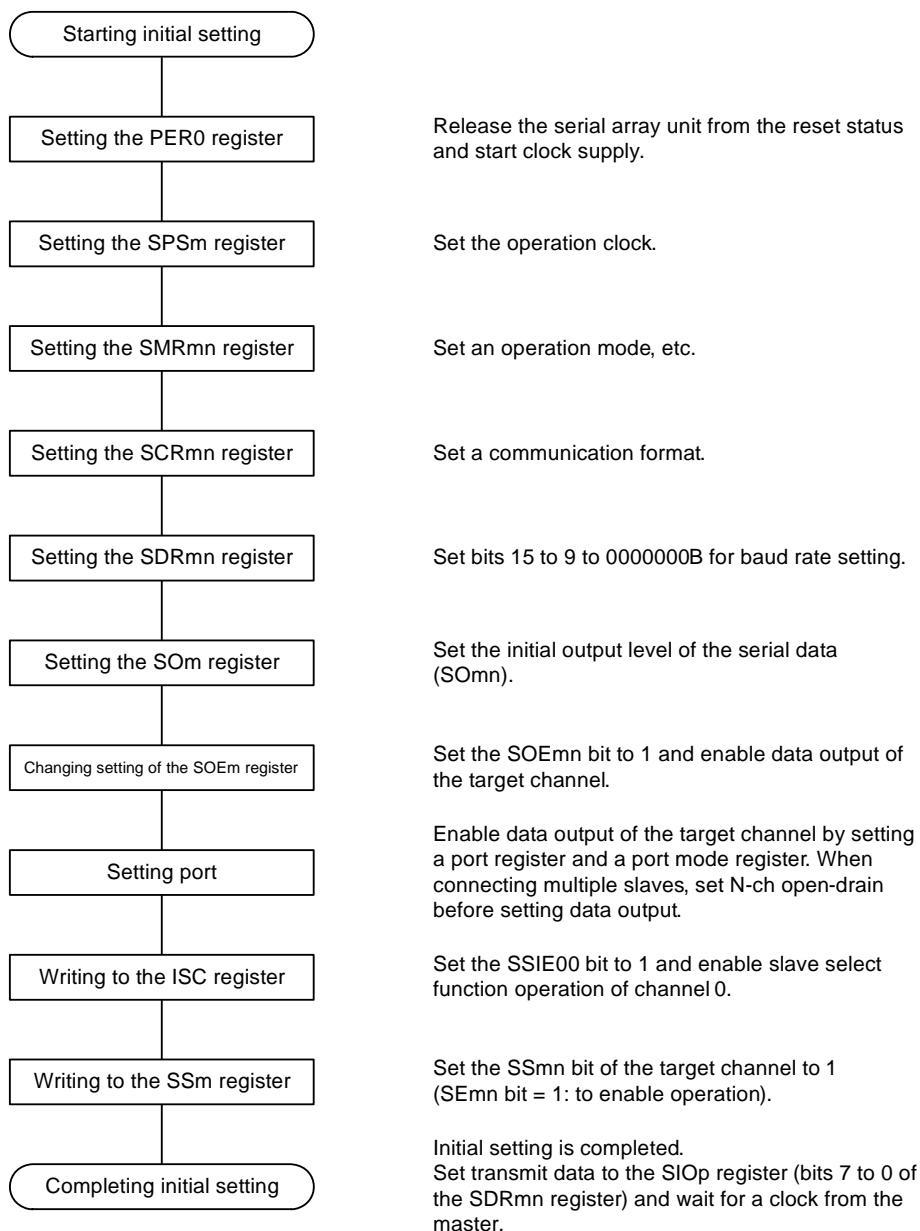 Starting initial setting
Setting the PER0 register
Release the serial array unit from the reset status
and start clock supply.
Setting the SPSm register
Set the operation clock.
Setting the SMRmn register
Set an operation mode, etc.
Setting the SCRmn register
Set a communication format.
Setting the SDRmn register
Set bits 15 to 9 to 0000000B for baud rate setting.
Setting the SOm register
Set the initial output level of the serial data
(SOmn).
Changing setting of the SOEm register
Set the SOEmn bit to 1 and enable data output of
the target channel.
Setting port
Enable data output of the target channel by setting
a port register and a port mode register. When
connecting multiple slaves, set N-ch open-drain
before setting data output.
Writing to the ISC register
Set the SSIE00 bit to 1 and enable slave select
function operation of channel 0.
Writing to the SSm register
Set the SSmn bit of the target channel to 1
(SEmn bit = 1: to enable operation).
Completing initial setting
Initial setting is completed.
Set transmit data to the SIOp register (bits 7 to 0 of
the SDRmn register) and wait for a clock from the
master.